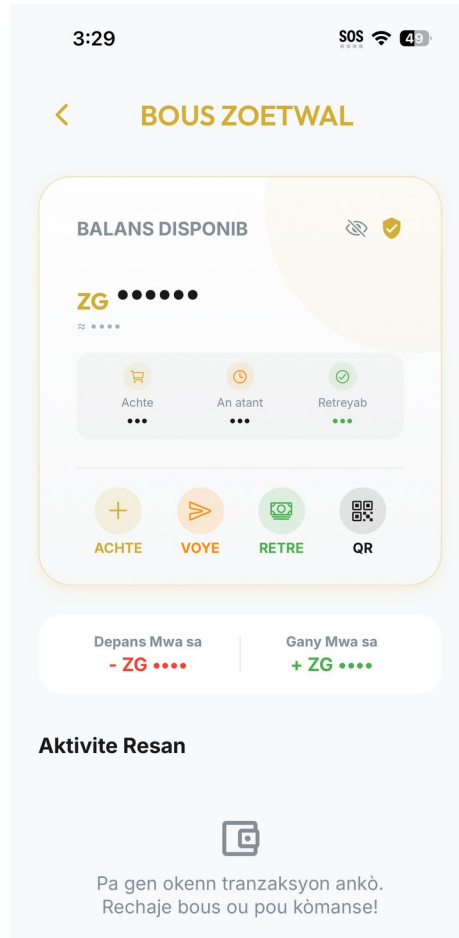 3:29
SOS
49
BOUS ZOETWAL
BALANS DISPONIB
ZG ••••••
≈ ••••
Achte An atant Retreyab
••• ••• •••
ACHTE VOYE RETRE QR
Depans Mwa sa Gany Mwa sa
- ZG •••• + ZG ••••
Aktivite Resan
Pa gen okenn tranzaksyon ankò.
Rechaje bous ou pou kòmanse!